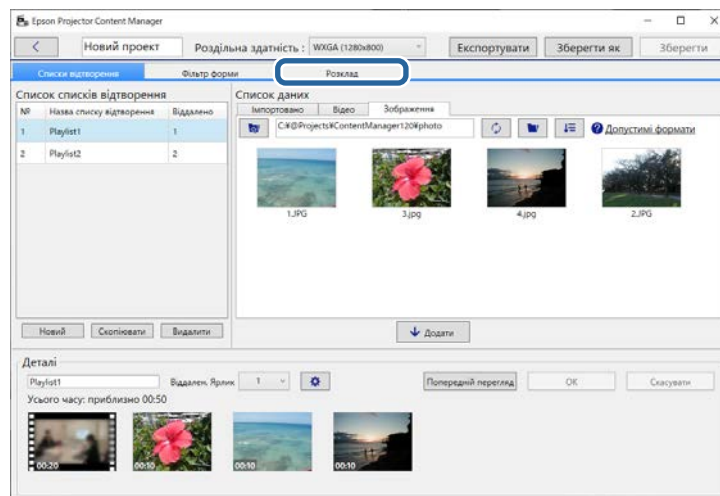 Epson Projector Content Manager
Новий проект Роздільна здатність : WXGA (1280x800) Експортувати Зберегти як Зберегти
Списки відтворення Фільтр форми Розклад
Список списків відтворення
№ Назва списку відтворення Віддалено
1 Playlist1 1
2 Playlist2 2
Новий Скопіювати Видалити
Список даних
Імпортовано Відео Зображення
C:¥@Projects¥ContentManager120¥photo Допустимі формати
1.JPG 3.jpg 4.jpg 2.JPG
Додати
Деталі
Playlist1 Віддален. Ярлик 1 Попередній перегляд OK Скасувати
Усього часу: приблизно 00:50
00:20 00:10 00:10 00:10